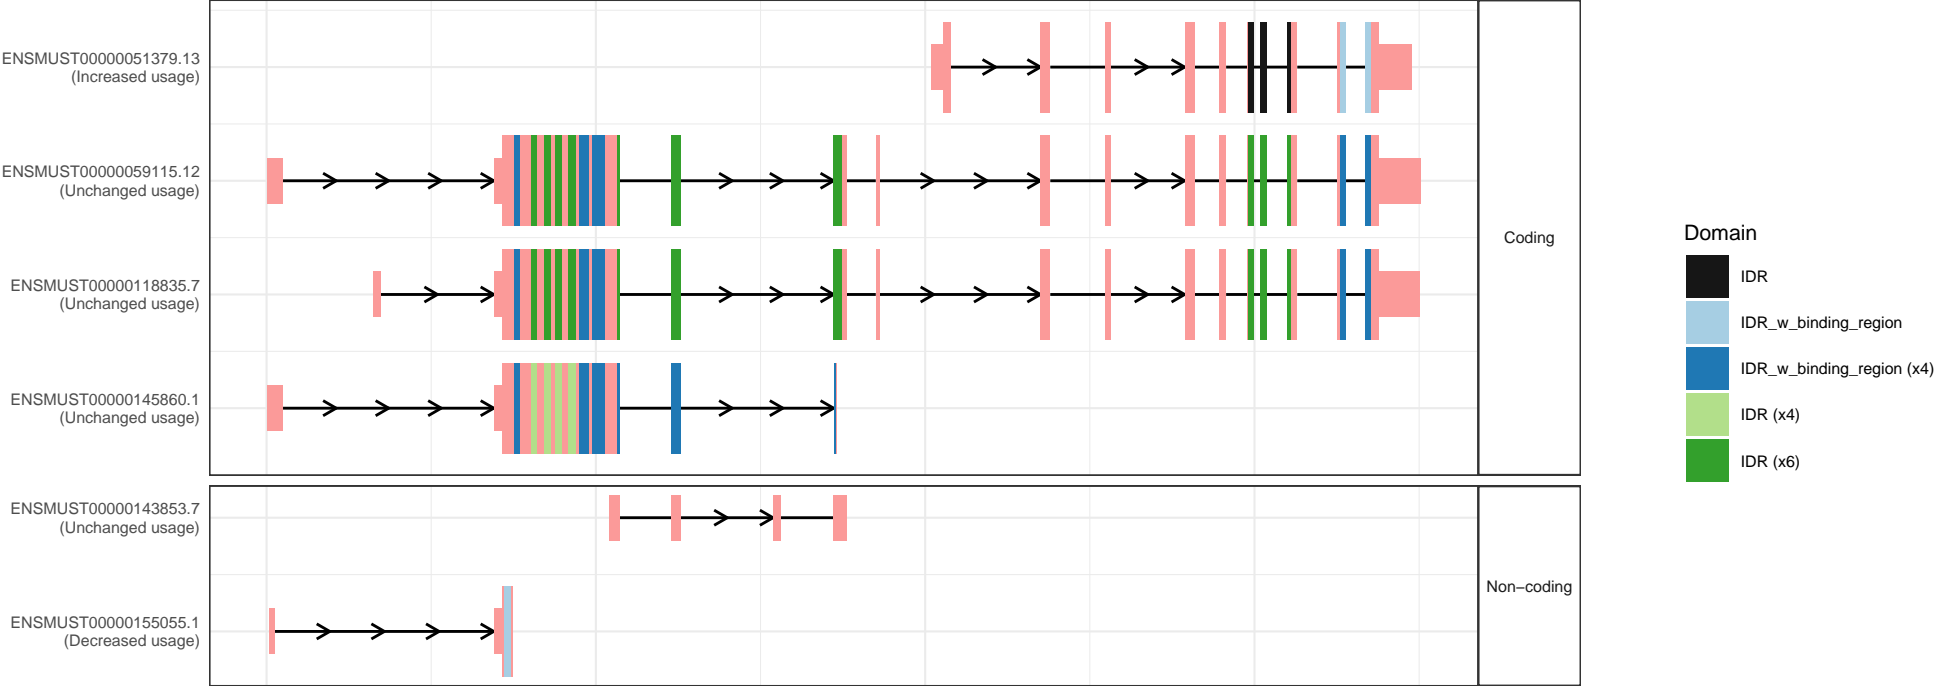 ENSMUST00000051379.13
(Increased usage)
ENSMUST00000059115.12
(Unchanged usage)
ENSMUST00000118835.7
(Unchanged usage)
ENSMUST00000145860.1
(Unchanged usage)
Coding
ENSMUST00000143853.7
(Unchanged usage)
ENSMUST00000155055.1
(Decreased usage)
Non−coding
Domain
IDR
IDR_w_binding_region
IDR_w_binding_region (x4)
IDR (x4)
IDR (x6)